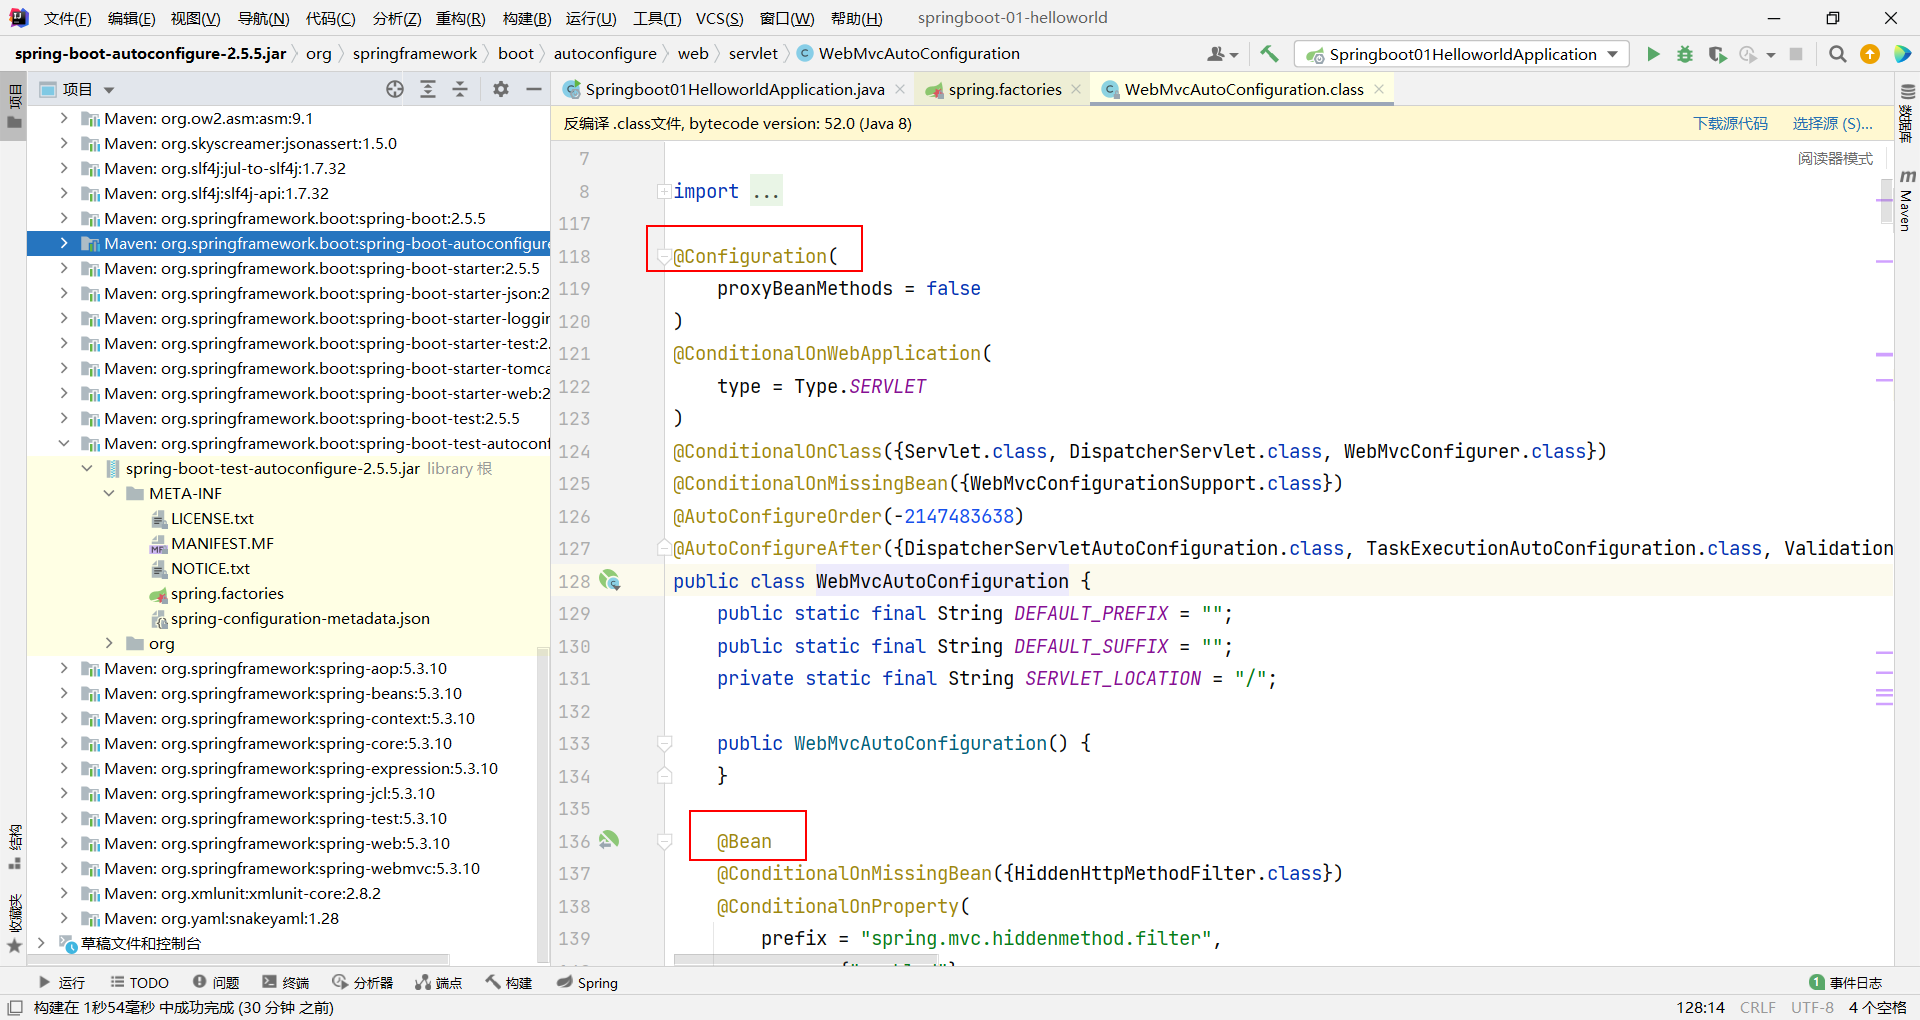 文件(F) 编辑(E) 视图(V) 导航(N) 代码(C) 分析(Z) 重构(R) 构建(B) 运行(U) 工具(T) VCS(S) 窗口(W) 帮助(H) springboot-01-helloworld
spring-boot-autoconfigure-2.5.5.jar org springframework boot autoconfigure web servlet WebMvcAutoConfiguration
Springboot01HelloworldApplication
项目
项目
结构
收藏夹
Maven: org.ow2.asm:asm:9.1
Maven: org.skyscreamer:jsonassert:1.5.0
Maven: org.slf4j:jul-to-slf4j:1.7.32
Maven: org.slf4j:slf4j-api:1.7.32
Maven: org.springframework.boot:spring-boot:2.5.5
Maven: org.springframework.boot:spring-boot-autoconfigure
Maven: org.springframework.boot:spring-boot-starter:2.5.5
Maven: org.springframework.boot:spring-boot-starter-json:2
Maven: org.springframework.boot:spring-boot-starter-loggin
Maven: org.springframework.boot:spring-boot-starter-test:2.
Maven: org.springframework.boot:spring-boot-starter-tomca
Maven: org.springframework.boot:spring-boot-starter-web:2
Maven: org.springframework.boot:spring-boot-test:2.5.5
Maven: org.springframework.boot:spring-boot-test-autoconf
spring-boot-test-autoconfigure-2.5.5.jar library 根
META-INF
LICENSE.txt
MANIFEST.MF
NOTICE.txt
spring.factories
spring-configuration-metadata.json
org
Maven: org.springframework:spring-aop:5.3.10
Maven: org.springframework:spring-beans:5.3.10
Maven: org.springframework:spring-context:5.3.10
Maven: org.springframework:spring-core:5.3.10
Maven: org.springframework:spring-expression:5.3.10
Maven: org.springframework:spring-jcl:5.3.10
Maven: org.springframework:spring-test:5.3.10
Maven: org.springframework:spring-web:5.3.10
Maven: org.springframework:spring-webmvc:5.3.10
Maven: org.xmlunit:xmlunit-core:2.8.2
Maven: org.yaml:snakeyaml:1.28
草稿文件和控制台
Springboot01HelloworldApplication.java spring.factories WebMvcAutoConfiguration.class
反编译 .class文件, bytecode version: 52.0 (Java 8) 下载源代码 选择源 (S)...
阅读器模式
7
8 import ...
117
118 @Configuration(
119 proxyBeanMethods = false
120 )
121 @ConditionalOnWebApplication(
122 type = Type.SERVLET
123 )
124 @ConditionalOnClass({Servlet.class, DispatcherServlet.class, WebMvcConfigurer.class})
125 @ConditionalOnMissingBean({WebMvcConfigurationSupport.class})
126 @AutoConfigureOrder(-2147483638)
127 @AutoConfigureAfter({DispatcherServletAutoConfiguration.class, TaskExecutionAutoConfiguration.class, Validation
128 public class WebMvcAutoConfiguration {
129 public static final String DEFAULT_PREFIX = "";
130 public static final String DEFAULT_SUFFIX = "";
131 private static final String SERVLET_LOCATION = "/";
132
133 public WebMvcAutoConfiguration() {
134 }
135
136 @Bean
137 @ConditionalOnMissingBean({HiddenHttpMethodFilter.class})
138 @ConditionalOnProperty(
139 prefix = "spring.mvc.hiddenmethod.filter",
数据库
Maven
运行 TODO 问题 终端 分析器 端点 构建 Spring 1 事件日志
构建在 1秒54毫秒 中成功完成 (30 分钟 之前) 128:14 CRLF UTF-8 4 个空格